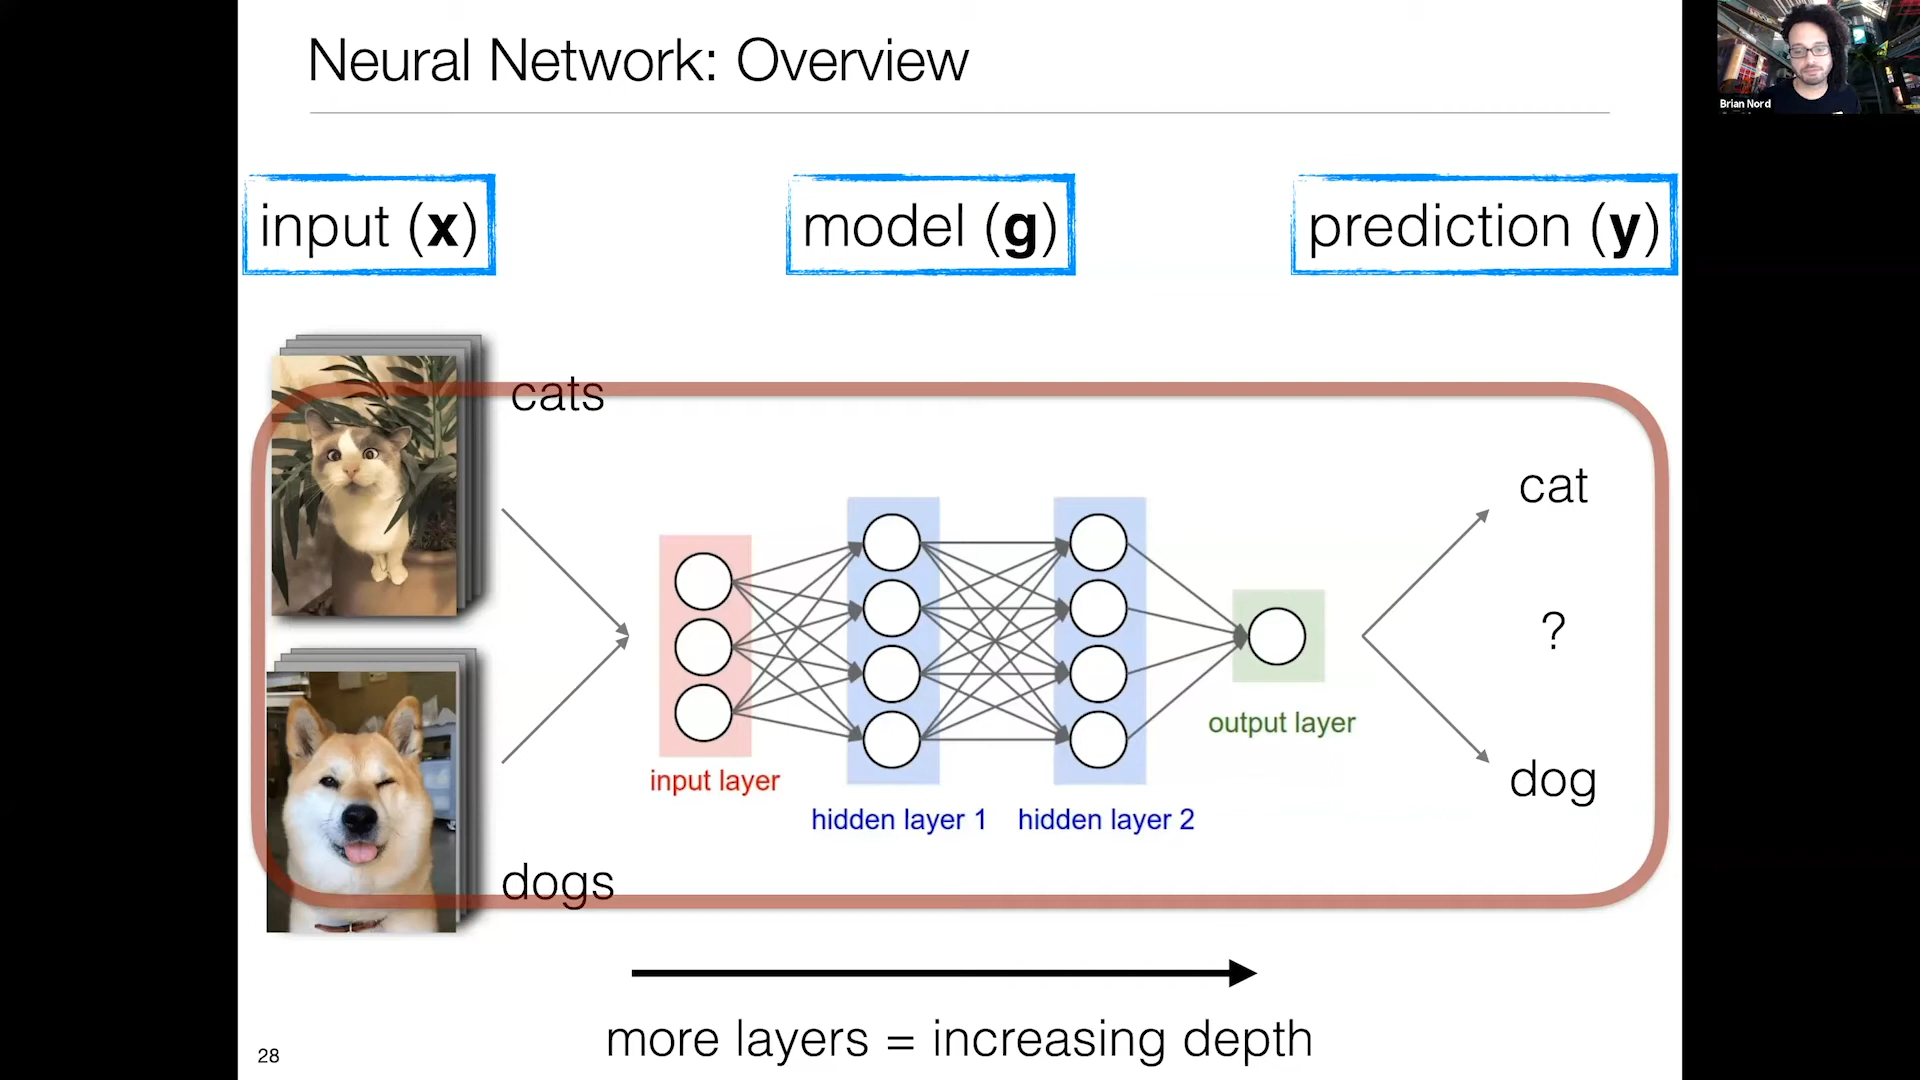 Neural Network: Overview
Brian Nord
input (x)
model (g)
prediction (y)
cats
cat
?
dog
output layer
input layer
hidden layer 1
hidden layer 2
dogs
more layers = increasing depth
28